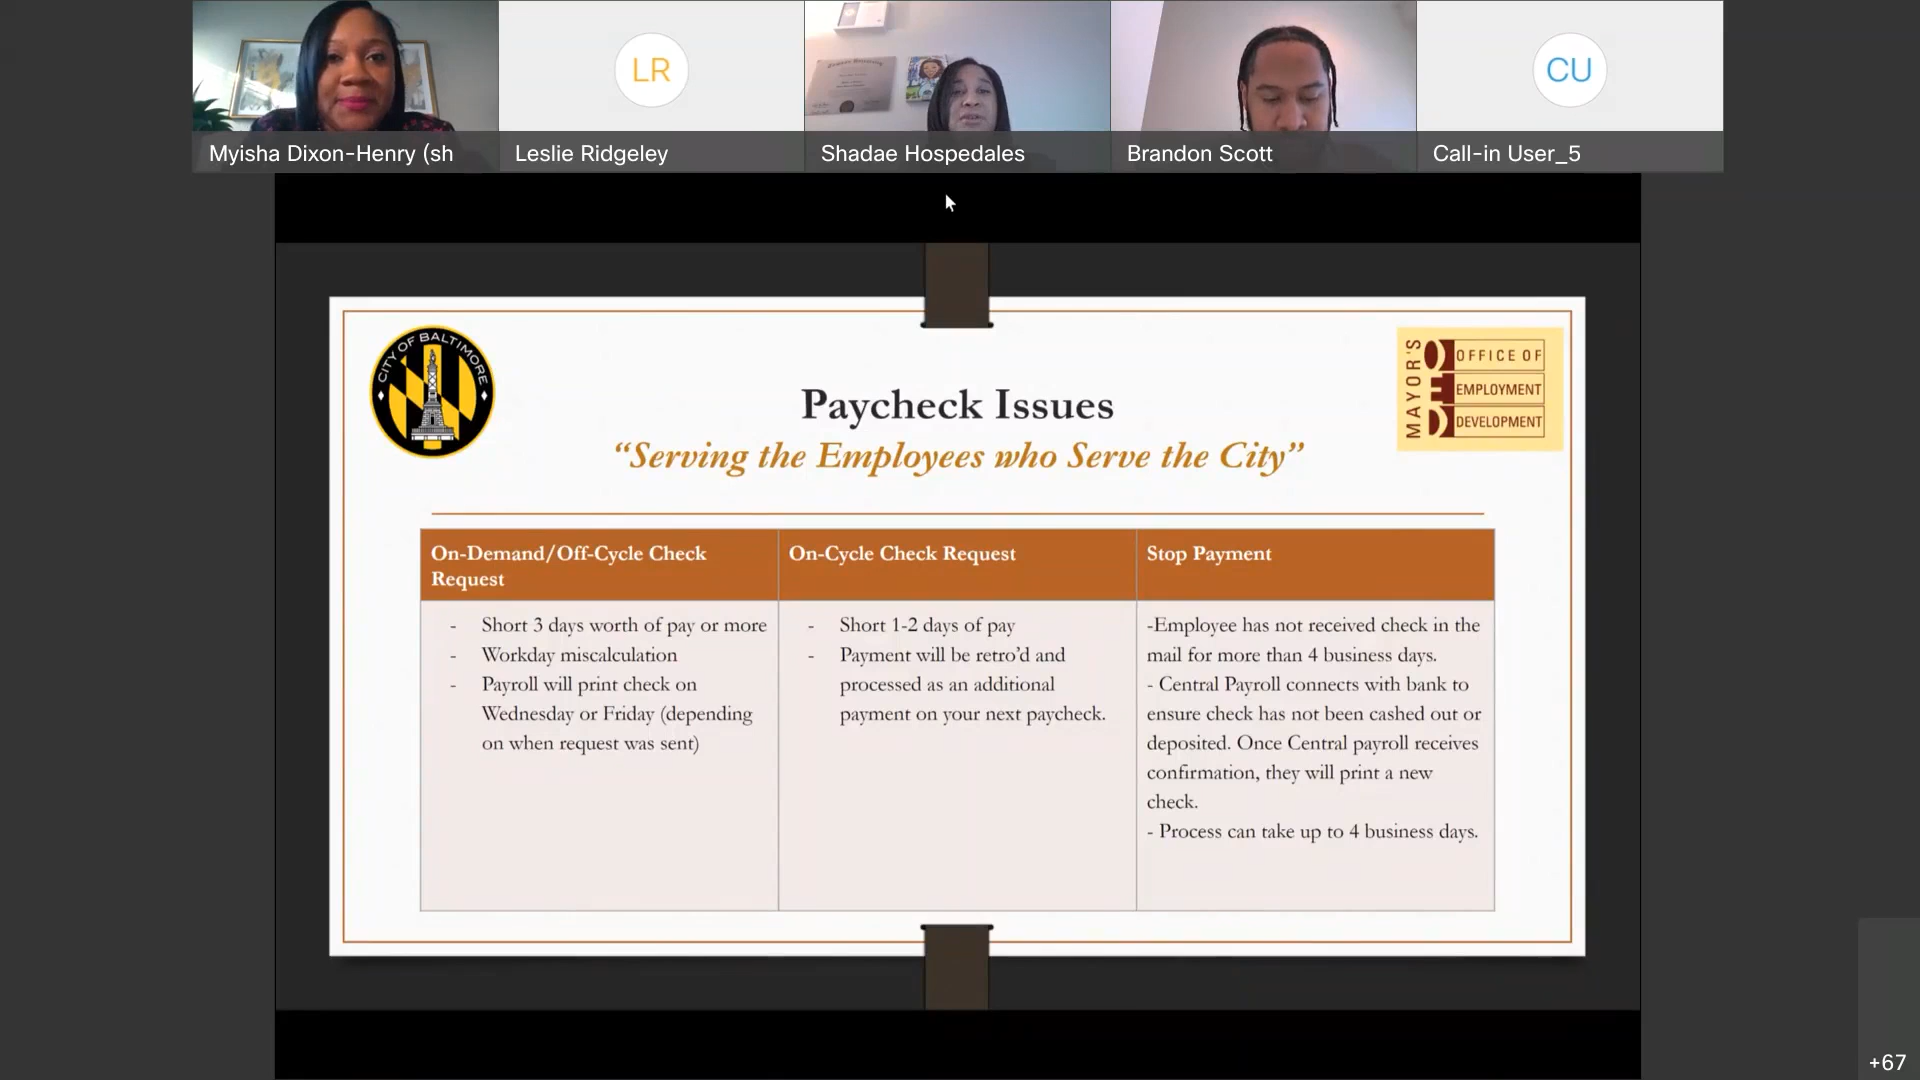 LR
CU
Myisha Dixon-Henry (sh
Leslie Ridgeley
Shadae Hospedales
Brandon Scott
Call-in User_5
CITY OF BALTIMORE
MAYOR'S
OFFICE OF
EMPLOYMENT
DEVELOPMENT
OED
Paycheck Issues
“Serving the Employees who Serve the City”
On-Demand/Off-Cycle Check
Request
- Short 3 days worth of pay or more
- Workday miscalculation
- Payroll will print check on
Wednesday or Friday (depending
on when request was sent)
On-Cycle Check Request
- Short 1-2 days of pay
- Payment will be retro’d and
processed as an additional
payment on your next paycheck.
Stop Payment
-Employee has not received check in the
mail for more than 4 business days.
- Central Payroll connects with bank to
ensure check has not been cashed out or
deposited. Once Central payroll receives
confirmation, they will print a new
check.
- Process can take up to 4 business days.
+67